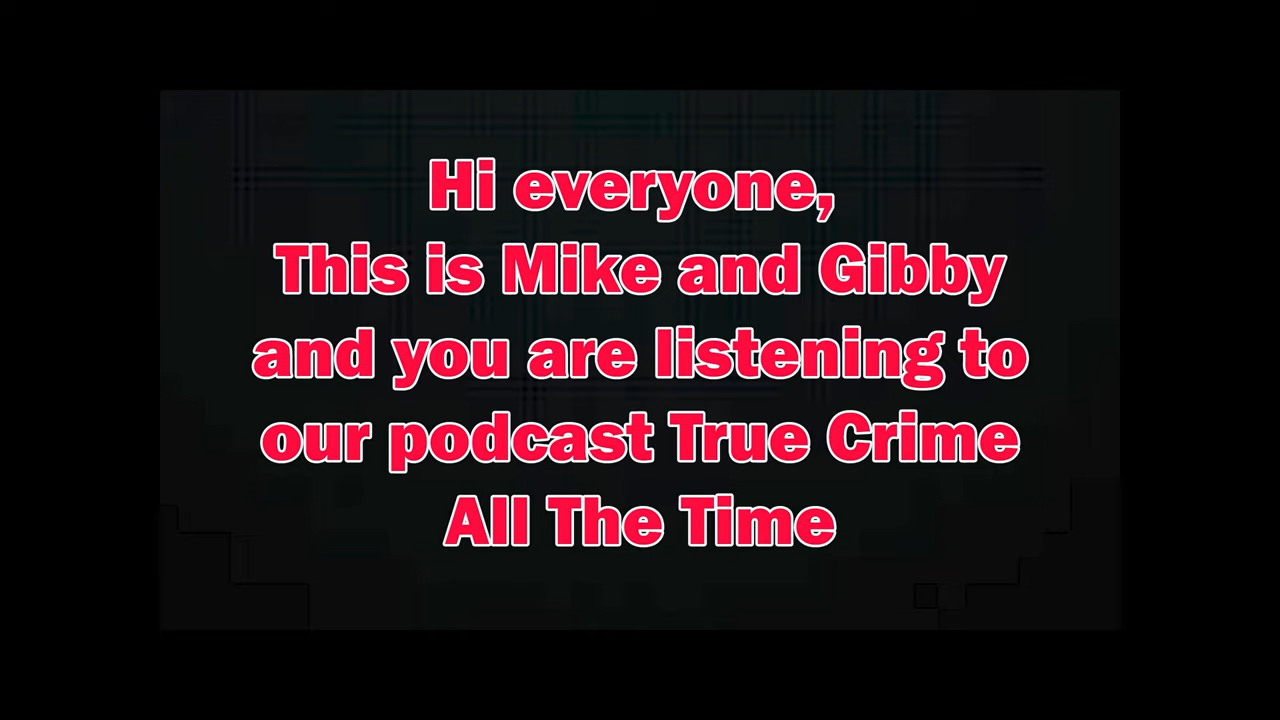 Hi everyone,
This is Mike and Gibby
and you are listening to
our podcast True Crime
All The Time